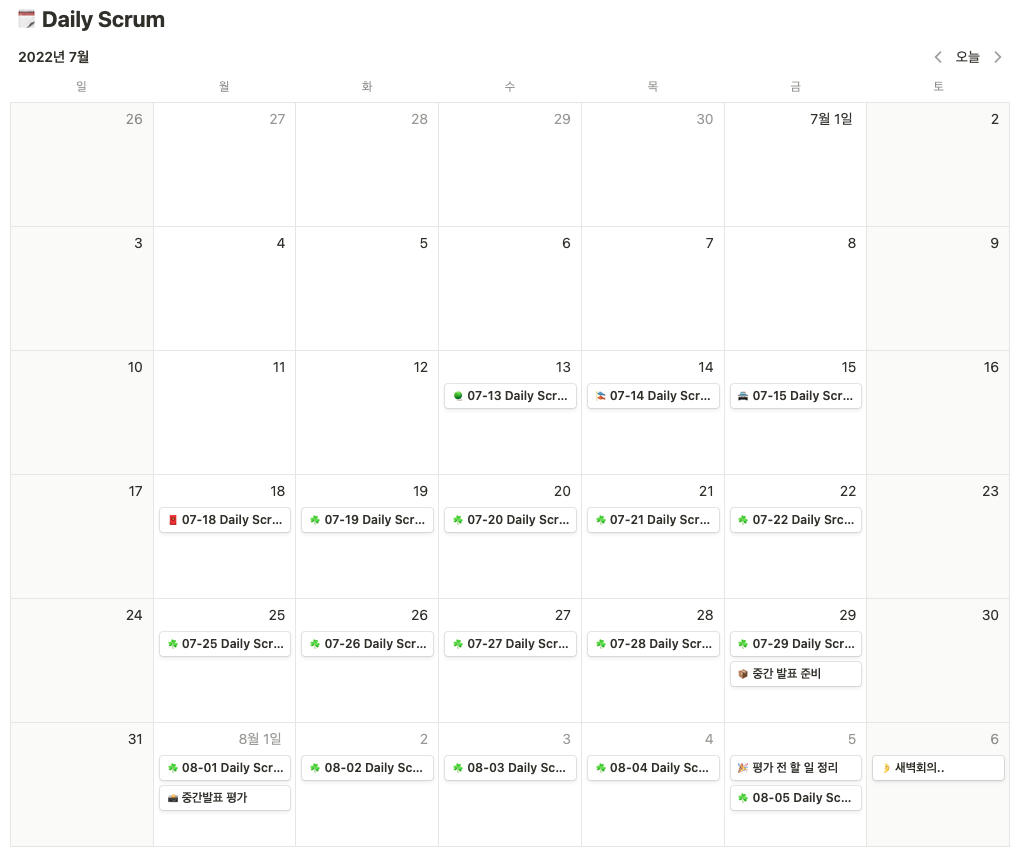 Daily Scrum
2022년 7월
오늘
일 월 화 수 목 금 토
26 27 28 29 30 7월 1일 2
3 4 5 6 7 8 9
10 11 12 13 14 15 16
07-13 Daily Scr... 07-14 Daily Scr... 07-15 Daily Scr...
17 18 19 20 21 22 23
07-18 Daily Scr... 07-19 Daily Scr... 07-20 Daily Scr... 07-21 Daily Scr... 07-22 Daily Src...
24 25 26 27 28 29 30
07-25 Daily Scr... 07-26 Daily Scr... 07-27 Daily Scr... 07-28 Daily Scr... 07-29 Daily Scr...
중간 발표 준비
31 8월 1일 2 3 4 5 6
08-01 Daily Scr... 08-02 Daily Sc... 08-03 Daily Sc... 08-04 Daily Sc... 평가 전 할 일 정리 새벽회의..
중간발표 평가 08-05 Daily Sc...